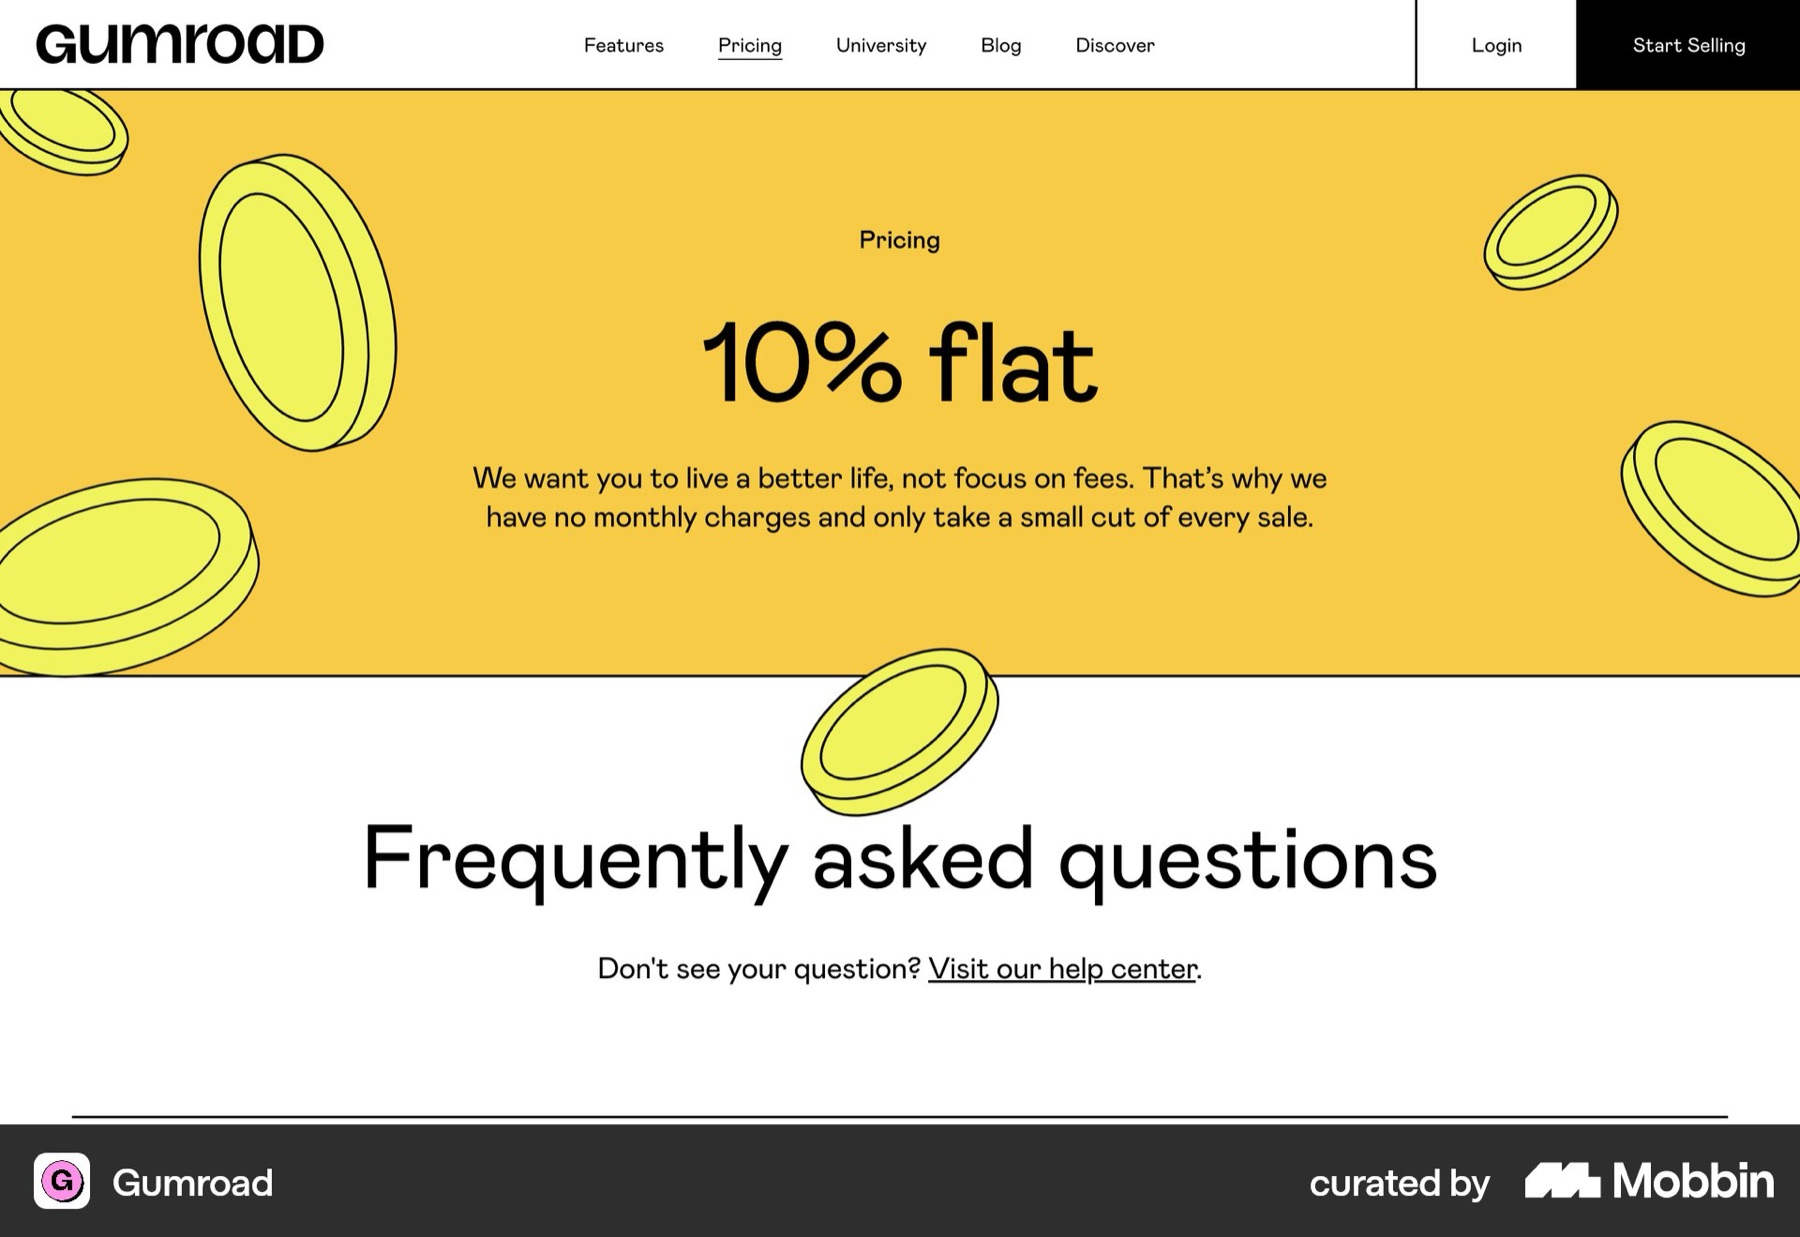 GUMROAD
Features Pricing University Blog Discover Login Start Selling
Pricing
10% flat
We want you to live a better life, not focus on fees. That’s why we
have no monthly charges and only take a small cut of every sale.
Frequently asked questions
Don't see your question? Visit our help center.
G Gumroad curated by Mobbin